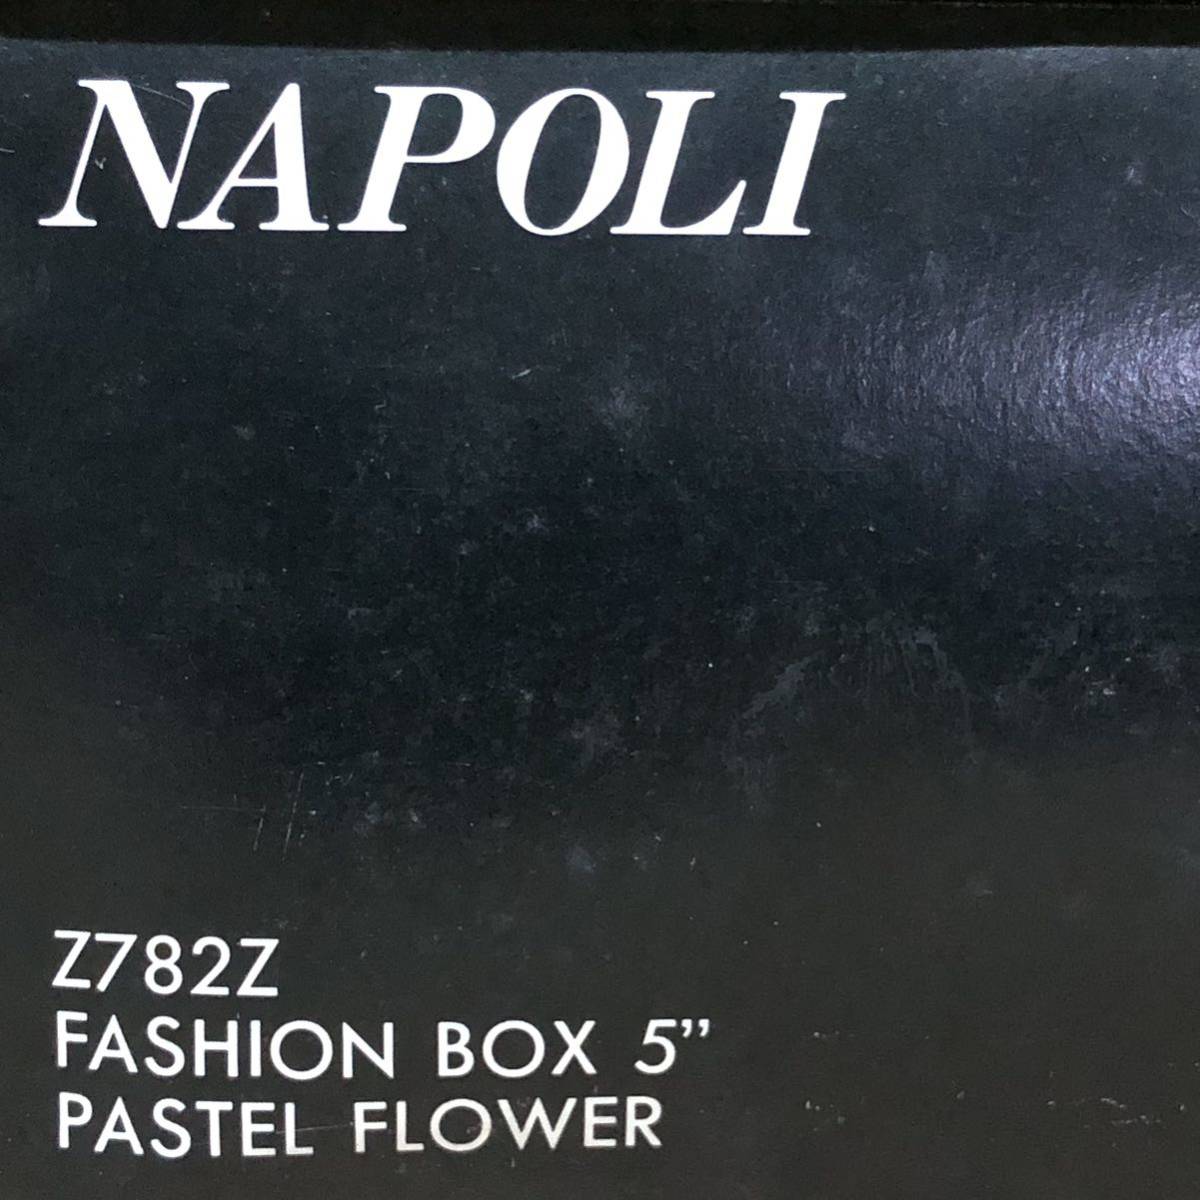 NAPOLI
Z782Z
FASHION BOX 5”
PASTEL FLOWER